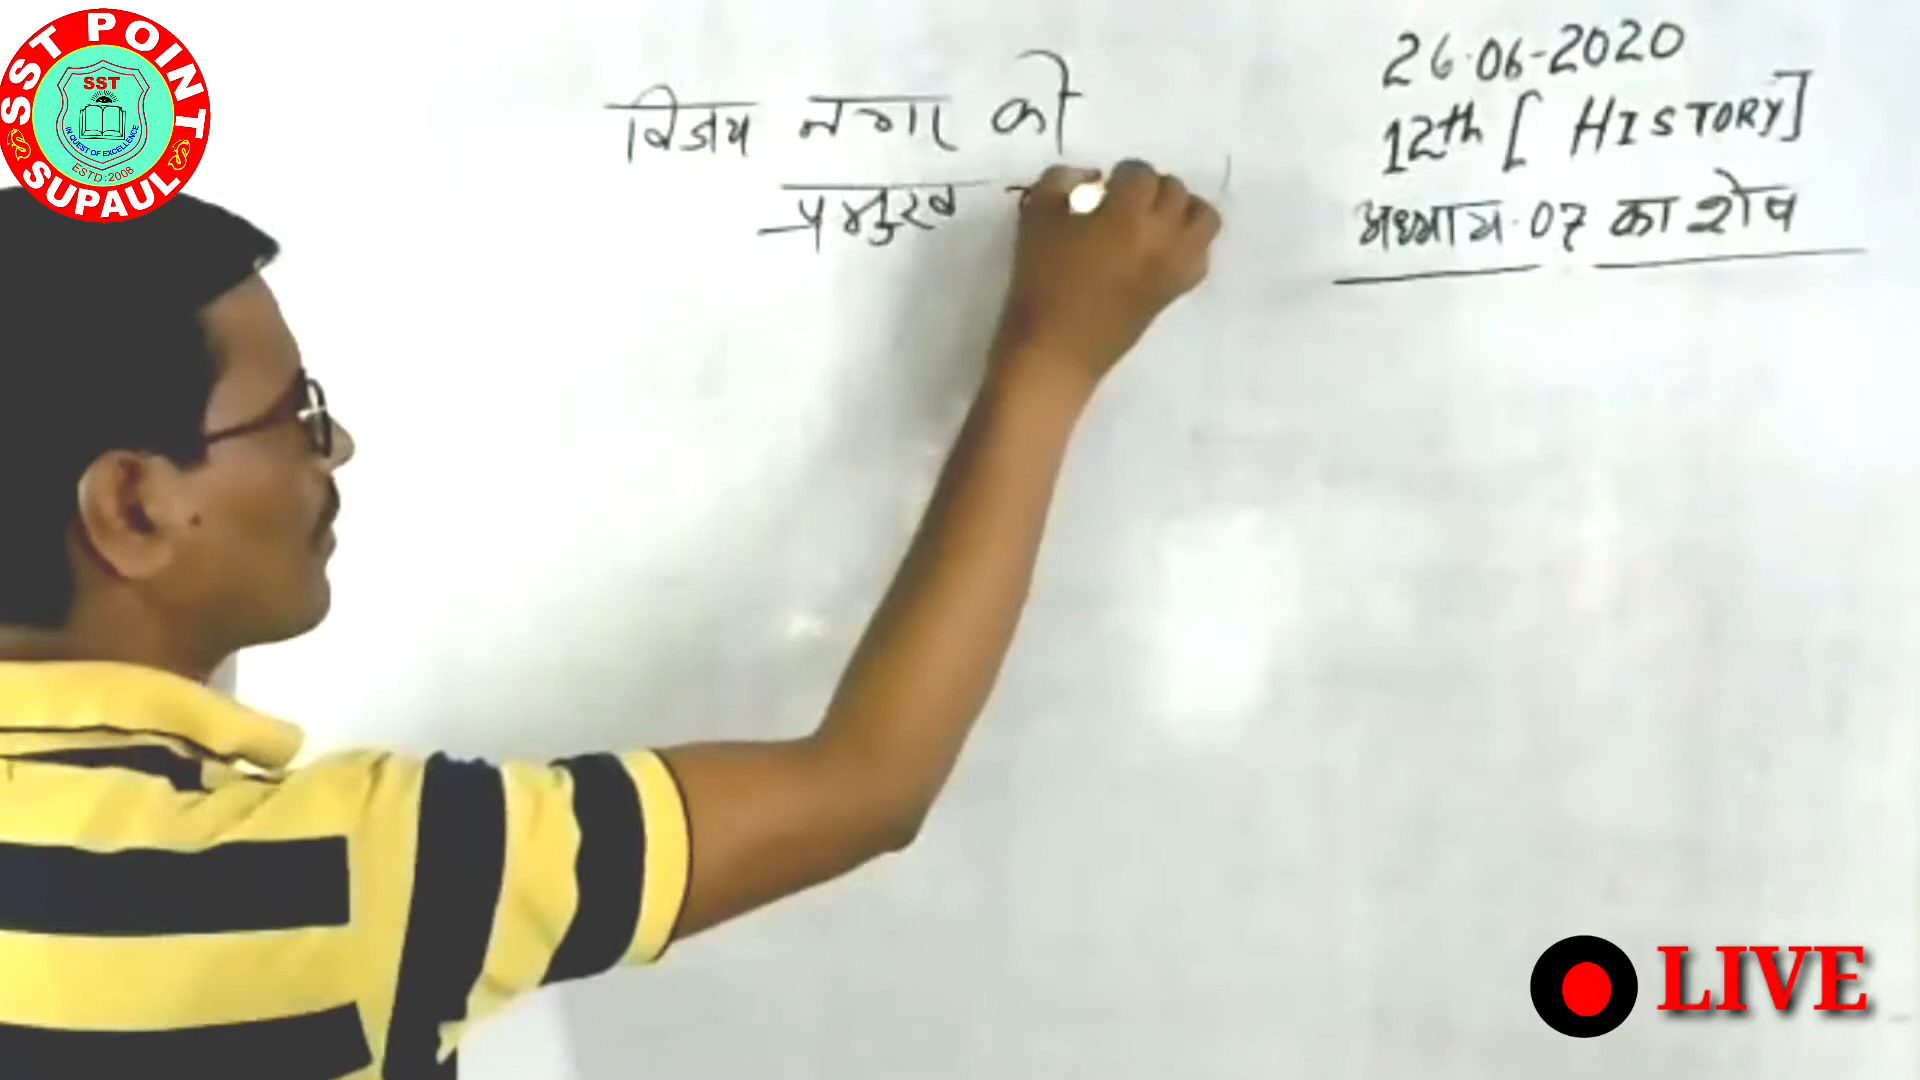 SST POINT
SST
IN QUEST OF EXCELLENCE
ESTD:2008
SUPAUL
विजय नगर की
प्रमुख
26.06-2020
12th [ HISTORY]
अध्याय.07 का शेष
LIVE